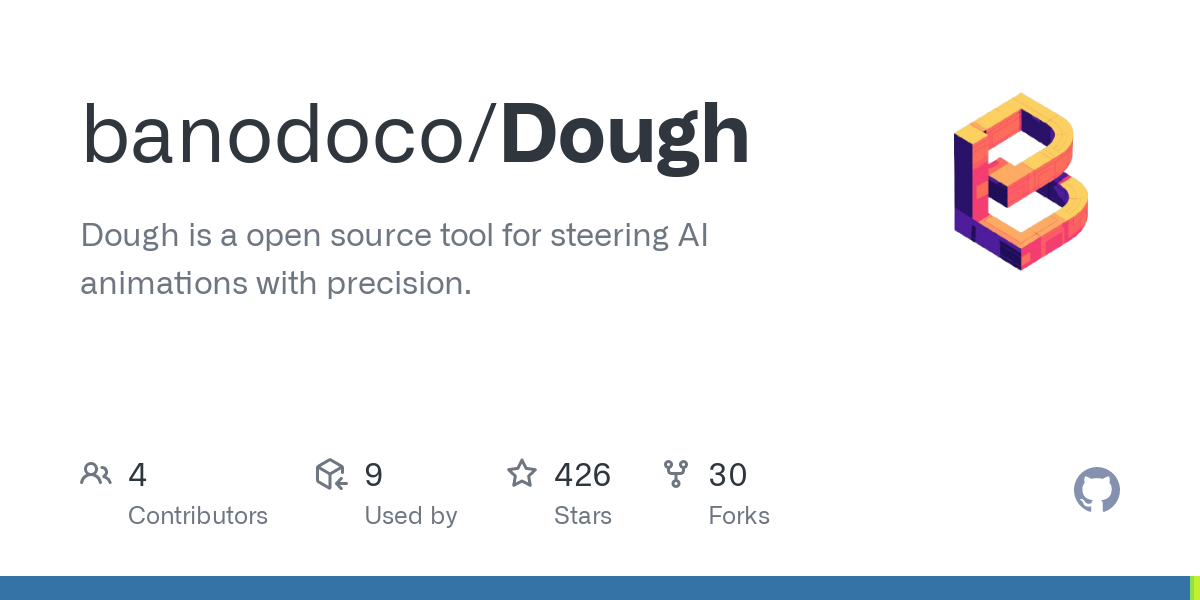 banodoco/Dough
Dough is a open source tool for steering AI
animations with precision.
4
Contributors
9
Used by
426
Stars
30
Forks